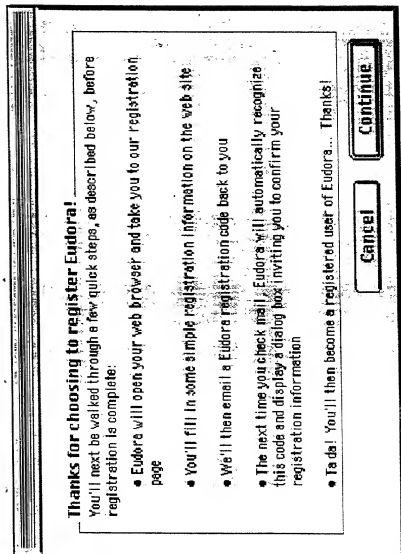 Thanks for choosing to register Eudora!
You'll next be walked through a few quick steps, as described below, before
registration is complete:
● Eudora will open your web browser and take you to our registration
page
● You'll fill in some simple registration information on the web site
● We'll then email a Eudora registration code back to you
● The next time you check mail, Eudora will automatically recognize
this code and display a dialog box inviting you to confirm your
registration information
● Ta da! You'll then become a registered user of Eudora... Thanks!
Cancel
Continue